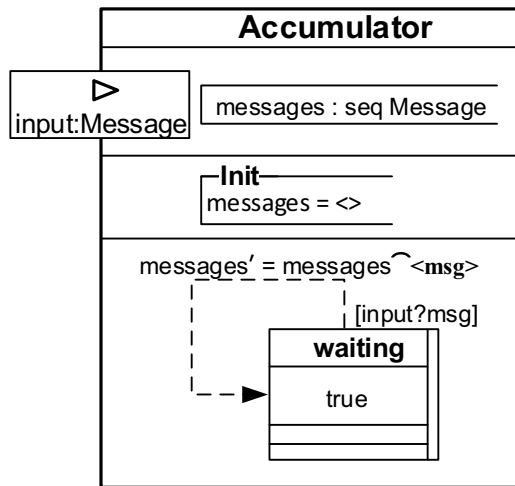 Accumulator
input:Message
messages : seq Message
Init
messages = <>
messages' = messages⁀<msg>
[input?msg]
waiting
true